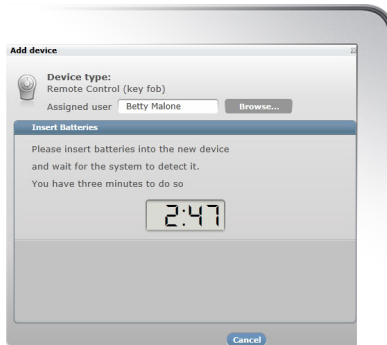 Add device
Device type:
Remote Control (key fob)
Assigned user Betty Malone Browse...
Insert Batteries
Please insert batteries into the new device
and wait for the system to detect it.
You have three minutes to do so
2:47
Cancel